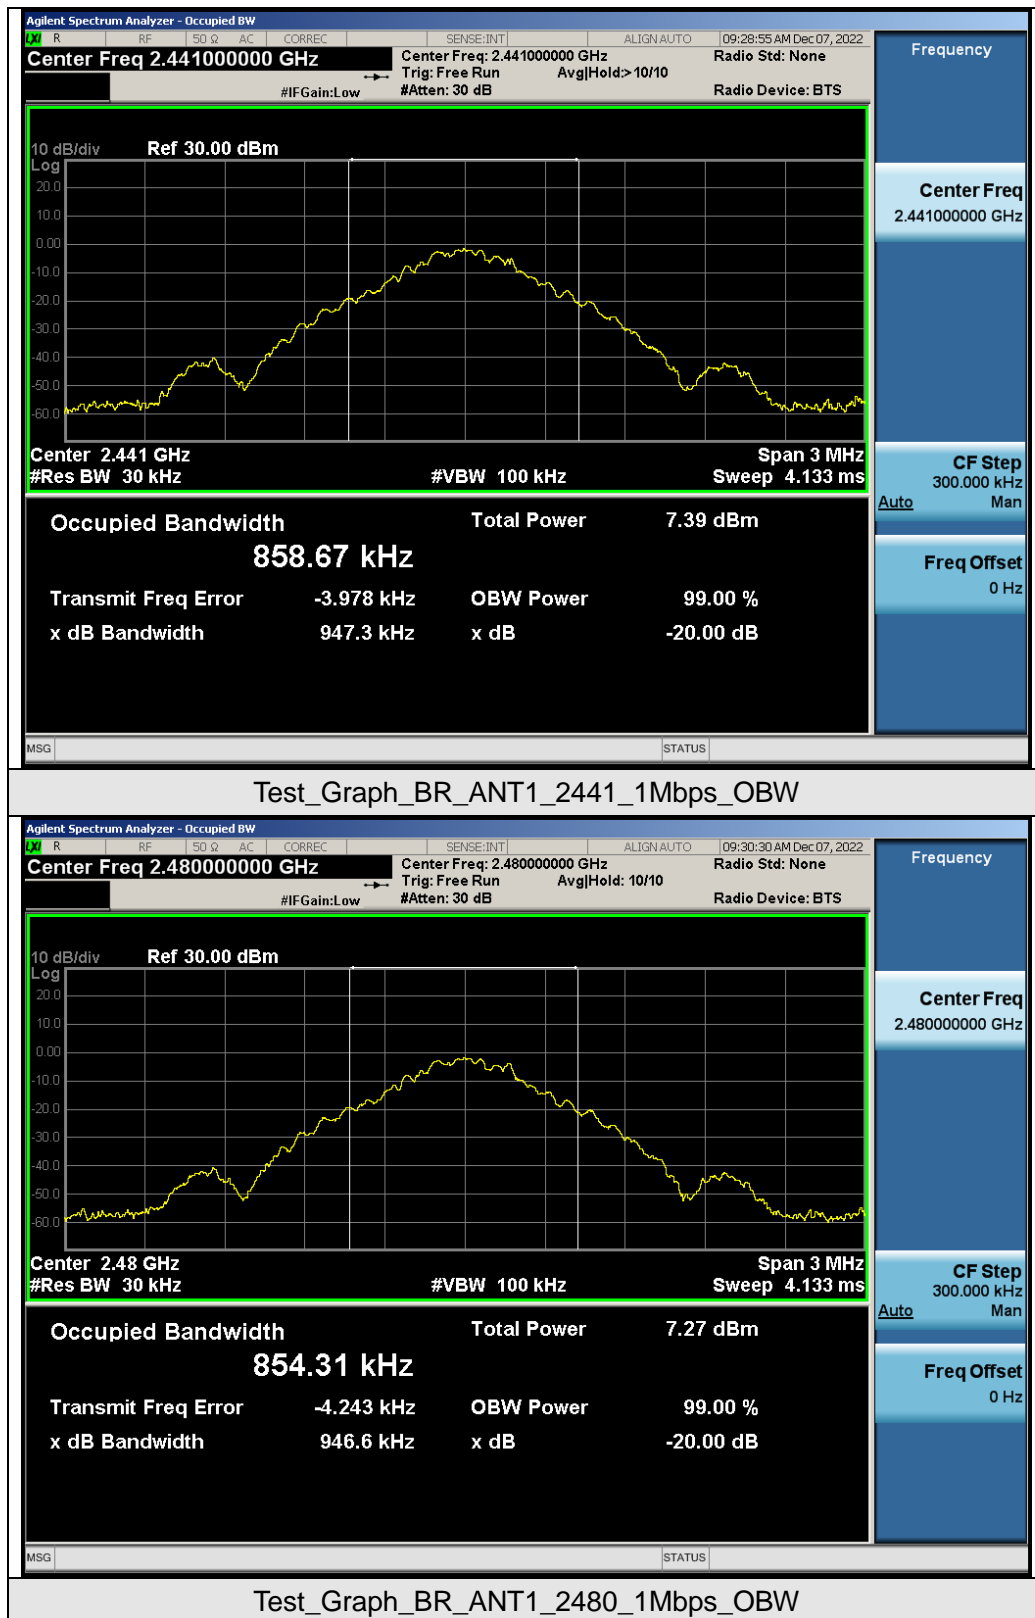 Agilent Spectrum Analyzer - Occupied BW
LXI R RF 50 Ω AC CORREC SENSE:INT ALIGN AUTO 09:28:55 AM Dec 07, 2022
Center Freq 2.441000000 GHz
Center Freq: 2.441000000 GHz
Radio Std: None
Trig: Free Run Avg|Hold:> 10/10
#IFGain:Low
#Atten: 30 dB
Radio Device: BTS
Frequency
10 dB/div Ref 30.00 dBm
Log
20.0
10.0
0.00
-10.0
-20.0
-30.0
-40.0
-50.0
-60.0
Center 2.441 GHz Span 3 MHz
#Res BW 30 kHz #VBW 100 kHz Sweep 4.133 ms
Center Freq
2.441000000 GHz
CF Step
300.000 kHz
Auto Man
Freq Offset
0 Hz
Occupied Bandwidth Total Power 7.39 dBm
858.67 kHz
Transmit Freq Error -3.978 kHz OBW Power 99.00 %
x dB Bandwidth 947.3 kHz x dB -20.00 dB
MSG STATUS
Test_Graph_BR_ANT1_2441_1Mbps_OBW
Agilent Spectrum Analyzer - Occupied BW
LXI R RF 50 Ω AC CORREC SENSE:INT ALIGN AUTO 09:30:30 AM Dec 07, 2022
Center Freq 2.480000000 GHz
Center Freq: 2.480000000 GHz
Radio Std: None
Trig: Free Run Avg|Hold: 10/10
#IFGain:Low
#Atten: 30 dB
Radio Device: BTS
Frequency
10 dB/div Ref 30.00 dBm
Log
20.0
10.0
0.00
-10.0
-20.0
-30.0
-40.0
-50.0
-60.0
Center 2.48 GHz Span 3 MHz
#Res BW 30 kHz #VBW 100 kHz Sweep 4.133 ms
Center Freq
2.480000000 GHz
CF Step
300.000 kHz
Auto Man
Freq Offset
0 Hz
Occupied Bandwidth Total Power 7.27 dBm
854.31 kHz
Transmit Freq Error -4.243 kHz OBW Power 99.00 %
x dB Bandwidth 946.6 kHz x dB -20.00 dB
MSG STATUS
Test_Graph_BR_ANT1_2480_1Mbps_OBW